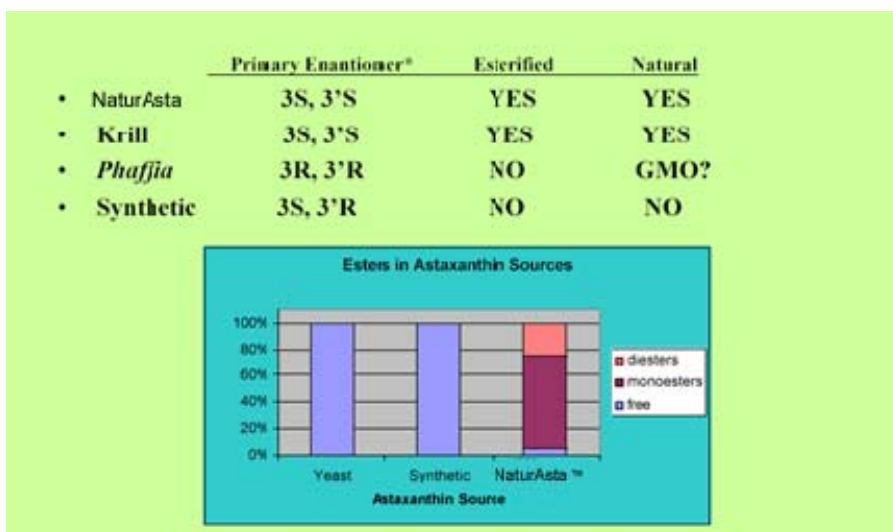 Primary Enantiomer* Esterified Natural
• NaturAsta 3S, 3'S YES YES
• Krill 3S, 3'S YES YES
• Phaffia 3R, 3'R NO GMO?
• Synthetic 3S, 3'R NO NO
Esters in Astaxanthin Sources
100%
80%
60%
40%
20%
0%
diesters
monoesters
free
Yeast Synthetic NaturAsta ™
Astaxanthin Source